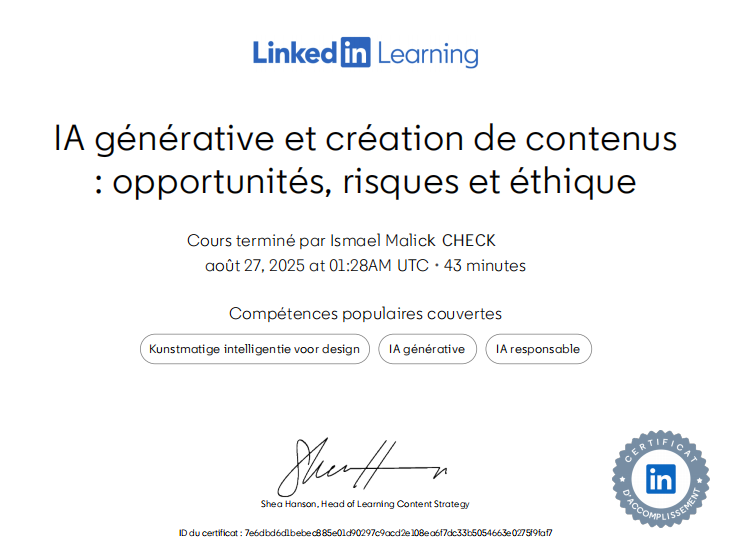 LinkedIn Learning
IA générative et création de contenus
: opportunités, risques et éthique
Cours terminé par Ismael Malick CHECK
août 27, 2025 at 01:28AM UTC • 43 minutes
Compétences populaires couvertes
Kunstmatige intelligentie voor design
IA générative
IA responsable
Shea Hanson, Head of Learning Content Strategy
CERTIFICAT
in
D'ACCOMPLISSEMENT
ID du certificat : 7e6dbd6d1bebea885e01d90297c9acd2e108ea6f7dc33b5054663e0275f9faf7